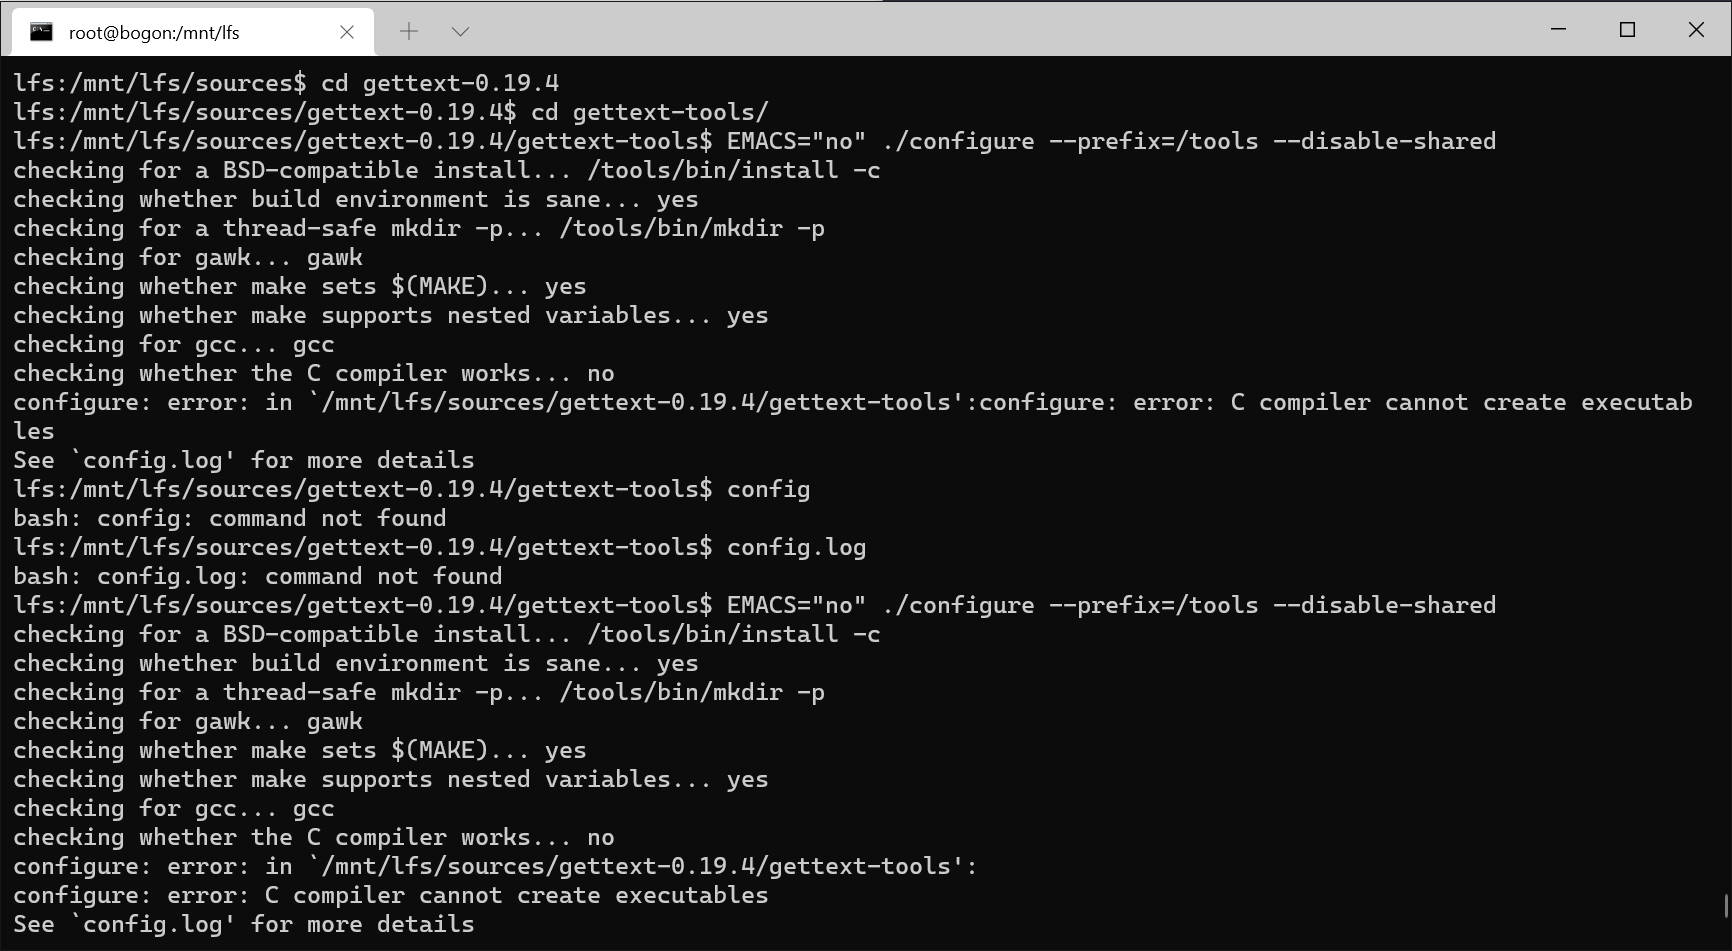 root@bogon:/mnt/lfs
lfs:/mnt/lfs/sources$ cd gettext-0.19.4
lfs:/mnt/lfs/sources/gettext-0.19.4$ cd gettext-tools/
lfs:/mnt/lfs/sources/gettext-0.19.4/gettext-tools$ EMACS="no" ./configure --prefix=/tools --disable-shared
checking for a BSD-compatible install... /tools/bin/install -c
checking whether build environment is sane... yes
checking for a thread-safe mkdir -p... /tools/bin/mkdir -p
checking for gawk... gawk
checking whether make sets $(MAKE)... yes
checking whether make supports nested variables... yes
checking for gcc... gcc
checking whether the C compiler works... no
configure: error: in `/mnt/lfs/sources/gettext-0.19.4/gettext-tools':configure: error: C compiler cannot create executab
les
See `config.log' for more details
lfs:/mnt/lfs/sources/gettext-0.19.4/gettext-tools$ config
bash: config: command not found
lfs:/mnt/lfs/sources/gettext-0.19.4/gettext-tools$ config.log
bash: config.log: command not found
lfs:/mnt/lfs/sources/gettext-0.19.4/gettext-tools$ EMACS="no" ./configure --prefix=/tools --disable-shared
checking for a BSD-compatible install... /tools/bin/install -c
checking whether build environment is sane... yes
checking for a thread-safe mkdir -p... /tools/bin/mkdir -p
checking for gawk... gawk
checking whether make sets $(MAKE)... yes
checking whether make supports nested variables... yes
checking for gcc... gcc
checking whether the C compiler works... no
configure: error: in `/mnt/lfs/sources/gettext-0.19.4/gettext-tools':
configure: error: C compiler cannot create executables
See `config.log' for more details